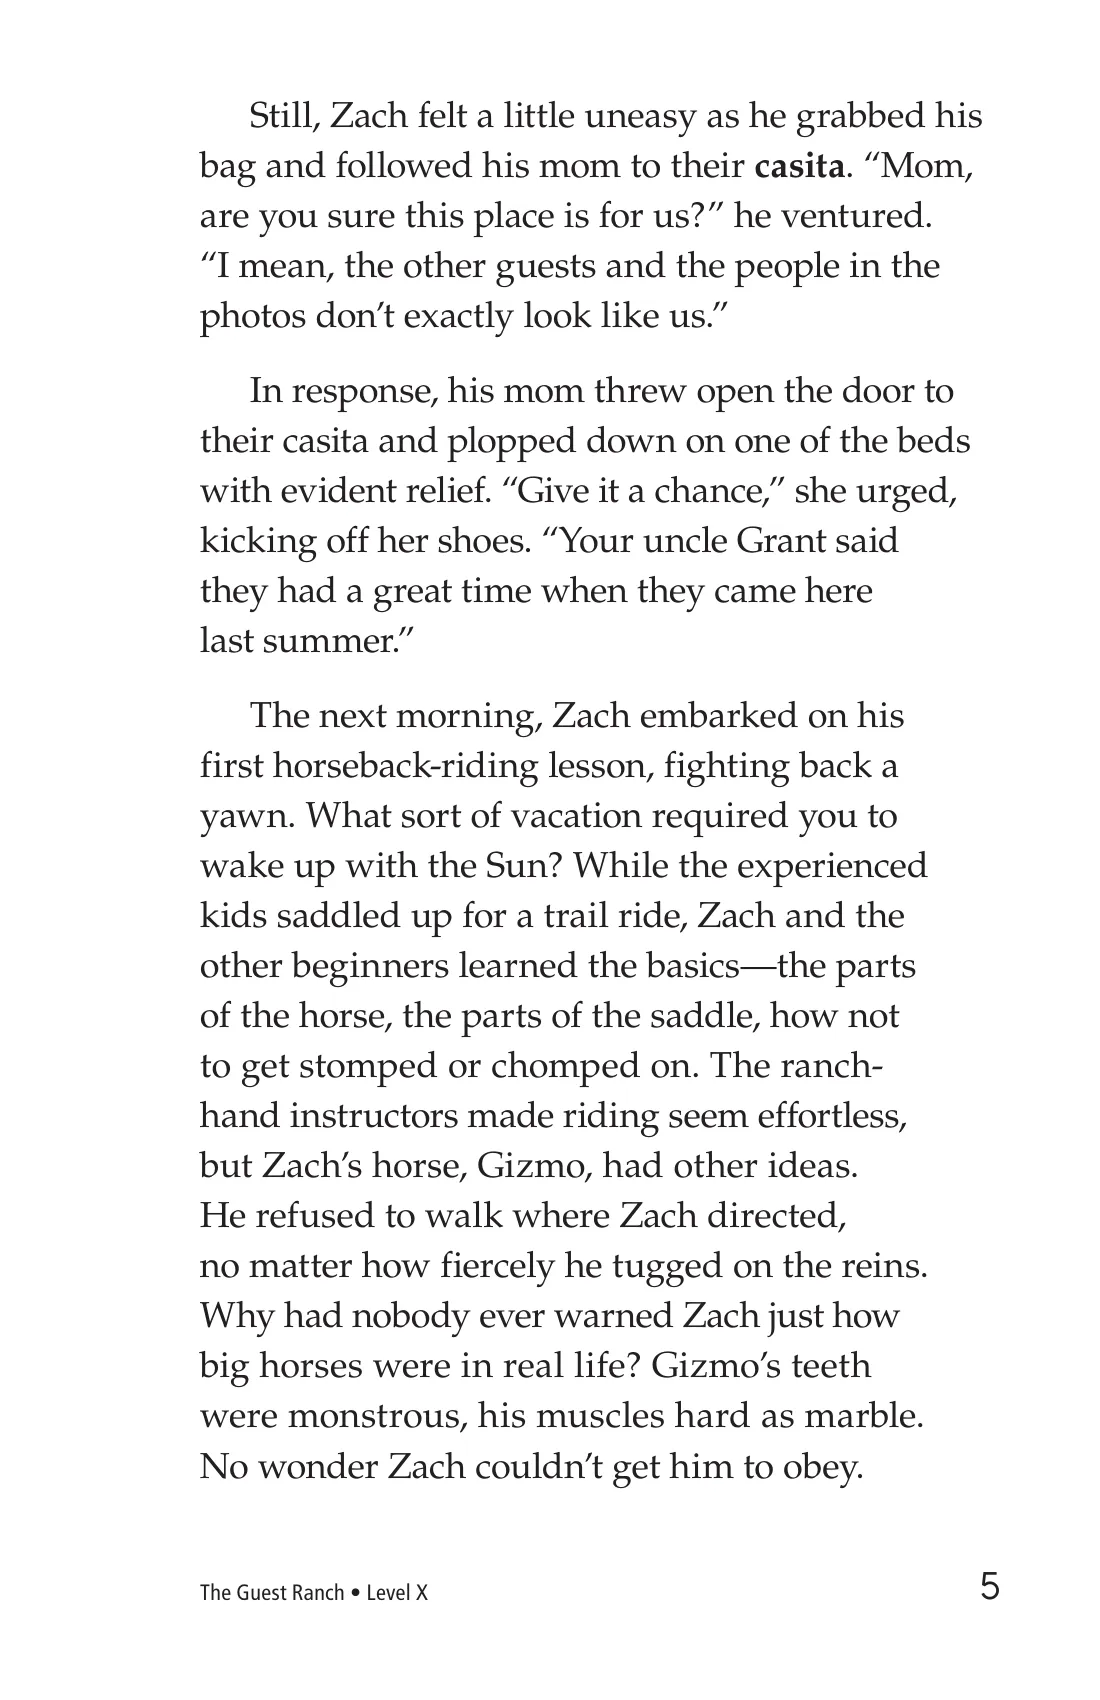 Still, Zach felt a little uneasy as he grabbed his
bag and followed his mom to their casita. “Mom,
are you sure this place is for us?” he ventured.
“I mean, the other guests and the people in the
photos don’t exactly look like us.”
In response, his mom threw open the door to
their casita and plopped down on one of the beds
with evident relief. “Give it a chance,” she urged,
kicking off her shoes. “Your uncle Grant said
they had a great time when they came here
last summer.”
The next morning, Zach embarked on his
first horseback-riding lesson, fighting back a
yawn. What sort of vacation required you to
wake up with the Sun? While the experienced
kids saddled up for a trail ride, Zach and the
other beginners learned the basics—the parts
of the horse, the parts of the saddle, how not
to get stomped or chomped on. The ranch-
hand instructors made riding seem effortless,
but Zach’s horse, Gizmo, had other ideas.
He refused to walk where Zach directed,
no matter how fiercely he tugged on the reins.
Why had nobody ever warned Zach just how
big horses were in real life? Gizmo’s teeth
were monstrous, his muscles hard as marble.
No wonder Zach couldn’t get him to obey.
The Guest Ranch • Level X
5